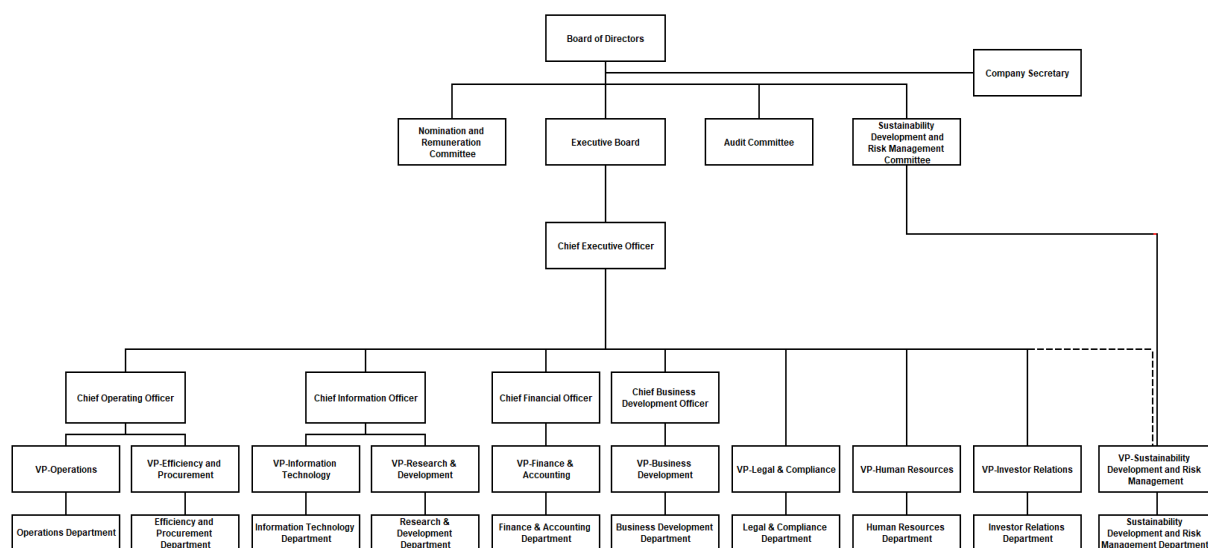 Board of Directors
Company Secretary
Nomination and
Remuneration
Committee
Executive Board
Audit Committee
Sustainability
Development and
Risk Management
Committee
Chief Executive Officer
Chief Operating Officer
Chief Information Officer
Chief Financial Officer
Chief Business
Development Officer
VP-Operations
VP-Efficiency and
Procurement
VP-Information
Technology
VP-Research &
Development
VP-Finance &
Accounting
VP-Business
Development
VP-Legal & Compliance
VP-Human Resources
VP-Investor Relations
VP-Sustainability
Development and Risk
Management
Operations Department
Efficiency and
Procurement
Department
Information Technology
Department
Research &
Development
Department
Finance & Accounting
Department
Business Development
Department
Legal & Compliance
Department
Human Resources
Department
Investor Relations
Department
Sustainability
Development and Risk
Management Department